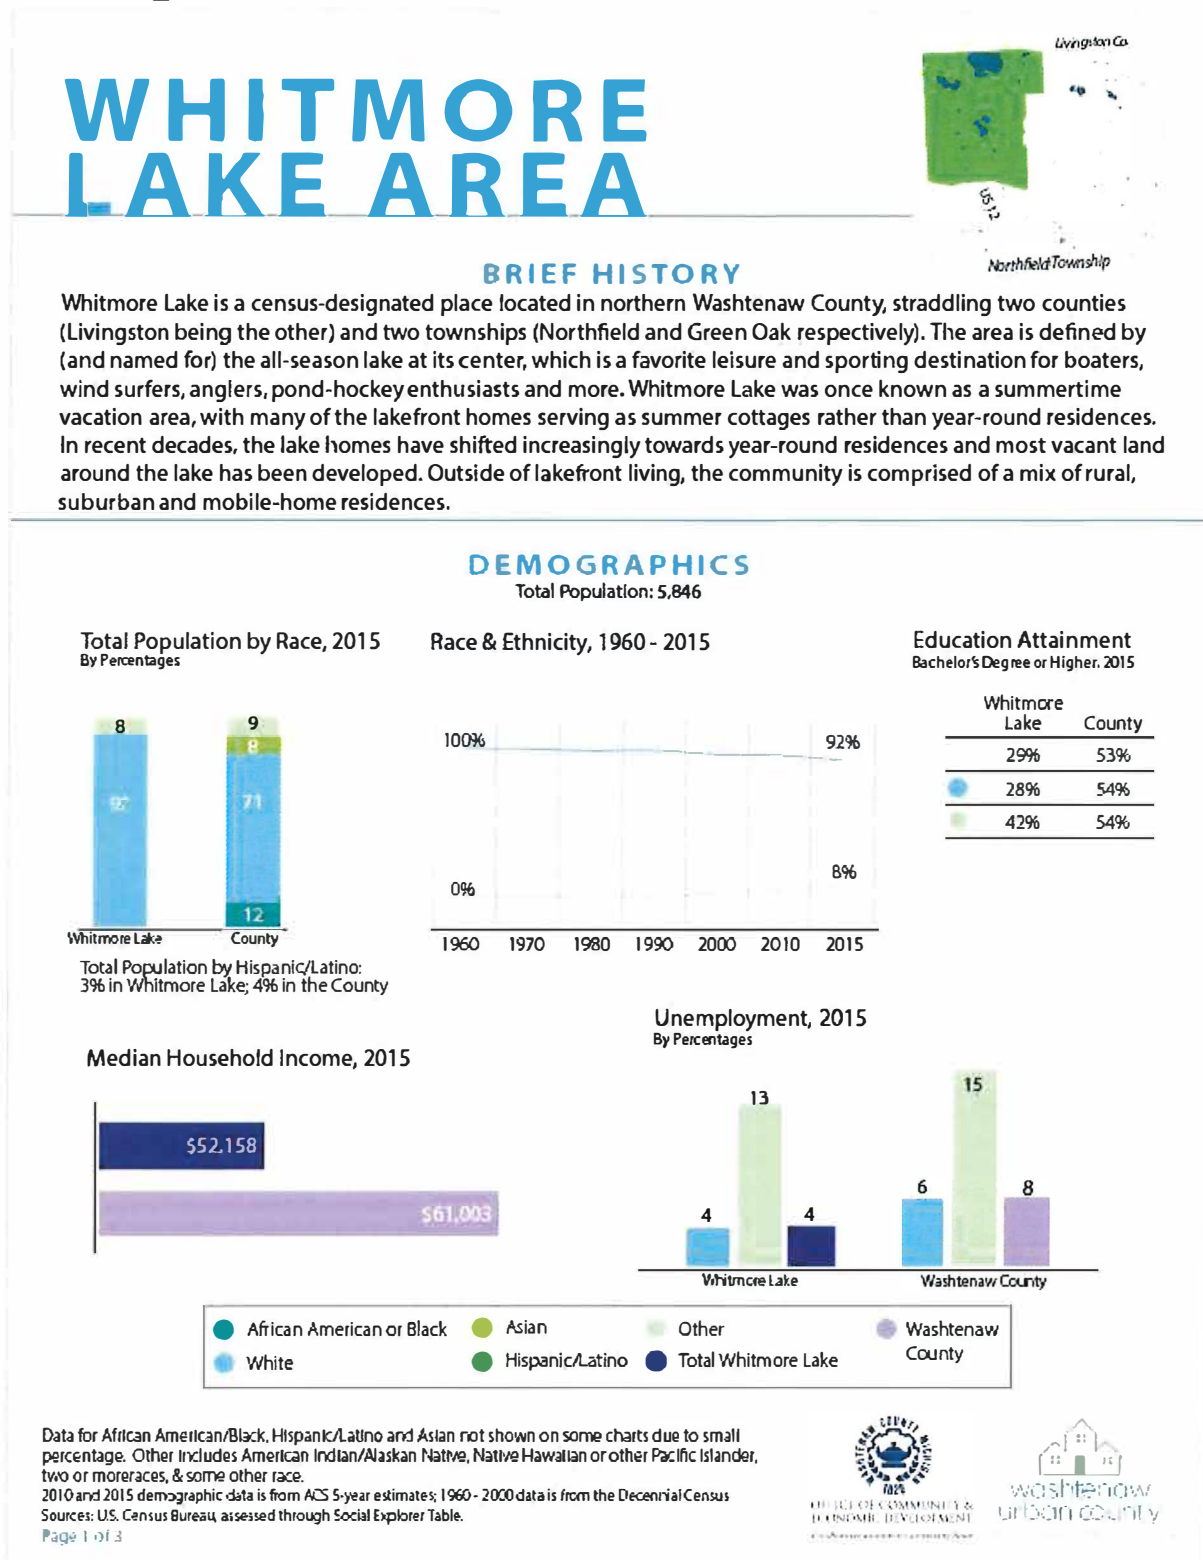 Livingston Co.
WHITMORE
LAKE AREA
US 12
Northfield Township
BRIEF HISTORY
Whitmore Lake is a census-designated place located in northern Washtenaw County, straddling two counties
(Livingston being the other) and two townships (Northfield and Green Oak respectively). The area is defined by
(and named for) the all-season lake at its center, which is a favorite leisure and sporting destination for boaters,
wind surfers, anglers, pond-hockey enthusiasts and more. Whitmore Lake was once known as a summertime
vacation area, with many of the lakefront homes serving as summer cottages rather than year-round residences.
In recent decades, the lake homes have shifted increasingly towards year-round residences and most vacant land
around the lake has been developed. Outside of lakefront living, the community is comprised of a mix of rural,
suburban and mobile-home residences.
DEMOGRAPHICS
Total Population: 5,846
Total Population by Race, 2015
By Percentages
8
9
8
92
71
12
Whitmore Lake County
Total Population by Hispanic/Latino:
3% in Whitmore Lake; 4% in the County
Race & Ethnicity, 1960 - 2015
100%
92%
8%
0%
1960 1970 1980 1990 2000 2010 2015
Education Attainment
Bachelor's Degree or Higher. 2015
Whitmore
Lake County
29% 53%
28% 54%
42% 54%
Median Household Income, 2015
$52,158
$61,003
Unemployment, 2015
By Percentages
13
15
4
4
6
8
Whitmore Lake Washtenaw County
African American or Black Asian Other Washtenaw
County
White Hispanic/Latino Total Whitmore Lake
Data for African American/Black, Hispanic/Latino and Asian not shown on some charts due to small
percentage. Other includes American Indian/Alaskan Native, Native Hawaiian or other Pacific Islander,
two or more races, & some other race.
2010 and 2015 demographic data is from ACS 5-year estimates; 1960 - 2000 data is from the Decennial Census
Sources: U.S. Census Bureau, assessed through Social Explorer Table.
Page 1 of 3
WASHTENAW COUNTY MICHIGAN
1826
OFFICE OF COMMUNITY &
ECONOMIC DEVELOPMENT
washtenaw
urban county